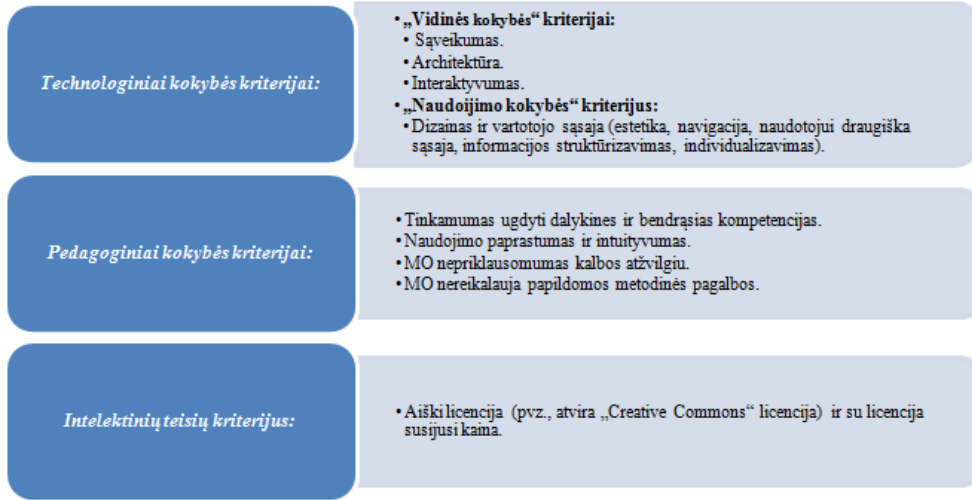 Technologiniai kokybės kriterijai:
• „Vidinės kokybės“ kriterijai:
• Sąveikumas.
• Architektūra.
• Interaktyvumas.
• „Naudoijimo kokybės“ kriterijus:
• Dizainas ir vartotojo sąsaja (estetika, navigacija, naudotojui draugiška
sąsaja, informacijos struktūrizavimas, individualizavimas).
Pedagoginiai kokybės kriterijai:
• Tinkamumas ugdyti dalykines ir bendrąsias kompetencijas.
• Naudojimo paprastumas ir intuityvumas.
• MO nepriklausomumas kalbos atžvilgiu.
• MO nereikalauja papildomos metodinės pagalbos.
Intelektinių teisių kriterijus:
• Aiški licencija (pvz., atvira „Creative Commons“ licencija) ir su licencija
susijusi kaina.